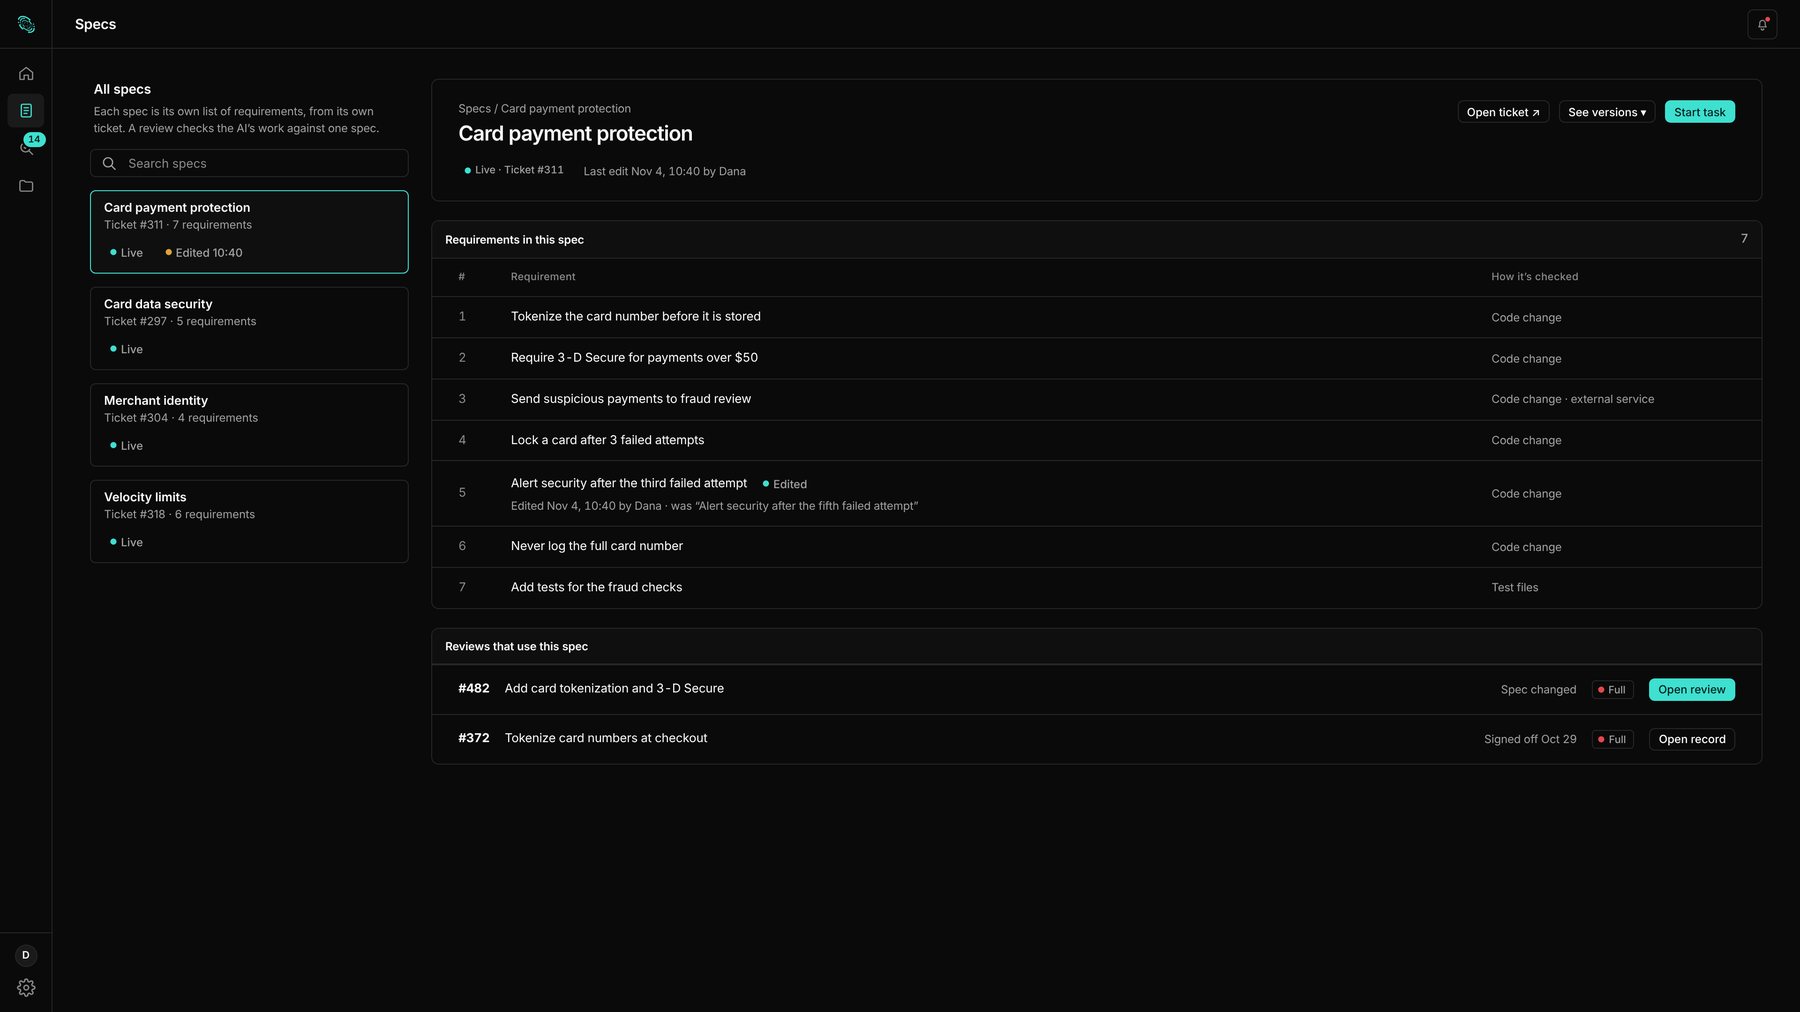 Specs
14
All specs
Each spec is its own list of requirements, from its own
ticket. A review checks the AI’s work against one spec.
Search specs
Card payment protection
Ticket #311 · 7 requirements
Live
Edited 10:40
Card data security
Ticket #297 · 5 requirements
Live
Merchant identity
Ticket #304 · 4 requirements
Live
Velocity limits
Ticket #318 · 6 requirements
Live
D
Specs / Card payment protection
Card payment protection
Live · Ticket #311 Last edit Nov 4, 10:40 by Dana
Open ticket ↗ See versions ▾ Start task
Requirements in this spec 7
# Requirement How it’s checked
1 Tokenize the card number before it is stored Code change
2 Require 3-D Secure for payments over $50 Code change
3 Send suspicious payments to fraud review Code change · external service
4 Lock a card after 3 failed attempts Code change
5 Alert security after the third failed attempt Edited Code change
Edited Nov 4, 10:40 by Dana · was “Alert security after the fifth failed attempt”
6 Never log the full card number Code change
7 Add tests for the fraud checks Test files
Reviews that use this spec
#482 Add card tokenization and 3-D Secure Spec changed Full Open review
#372 Tokenize card numbers at checkout Signed off Oct 29 Full Open record